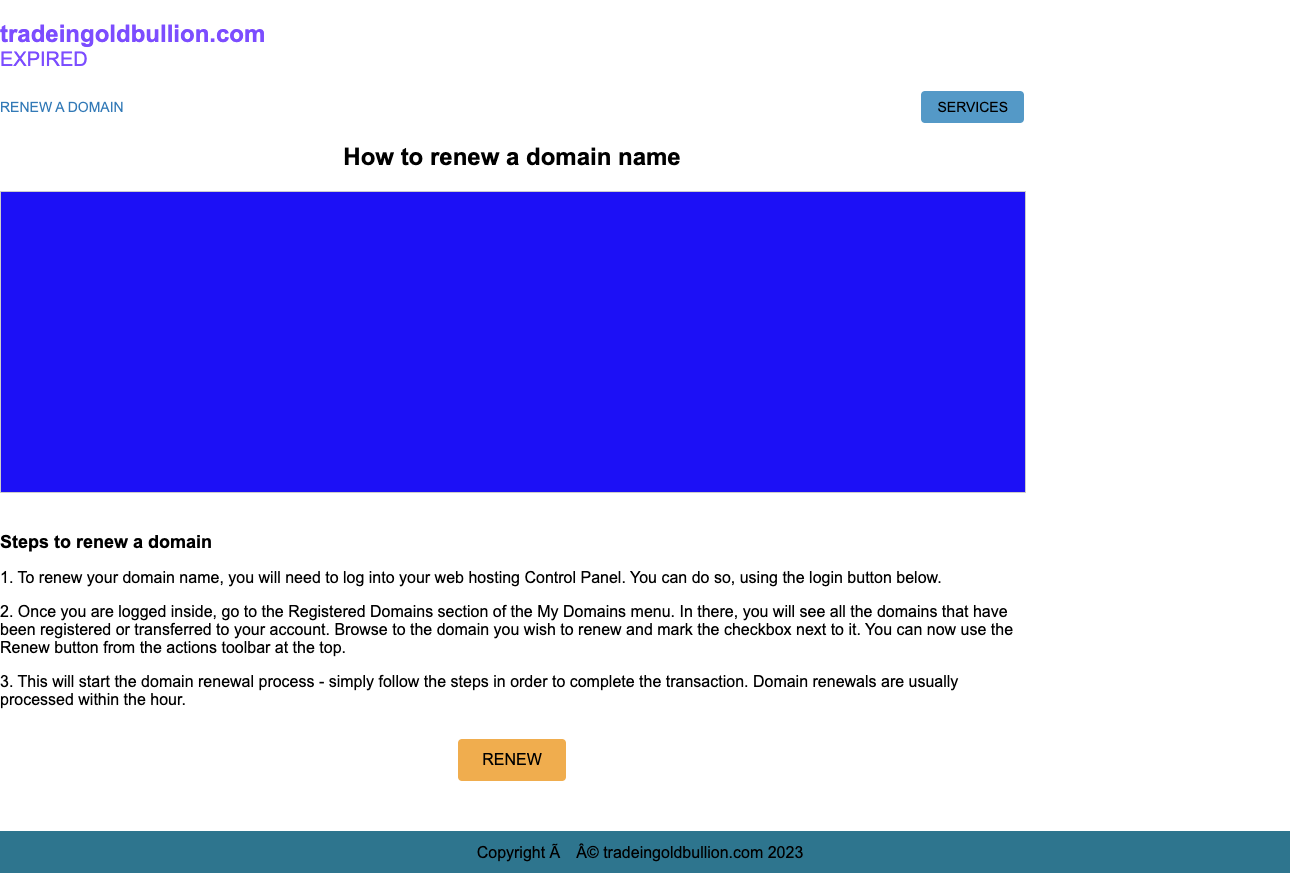 tradeingoldbullion.com
EXPIRED
RENEW A DOMAIN
SERVICES
How to renew a domain name
Steps to renew a domain
1. To renew your domain name, you will need to log into your web hosting Control Panel. You can do so, using the login button below.
2. Once you are logged inside, go to the Registered Domains section of the My Domains menu. In there, you will see all the domains that have
been registered or transferred to your account. Browse to the domain you wish to renew and mark the checkbox next to it. You can now use the
Renew button from the actions toolbar at the top.
3. This will start the domain renewal process - simply follow the steps in order to complete the transaction. Domain renewals are usually
processed within the hour.
RENEW
Copyright Ã Â© tradeingoldbullion.com 2023